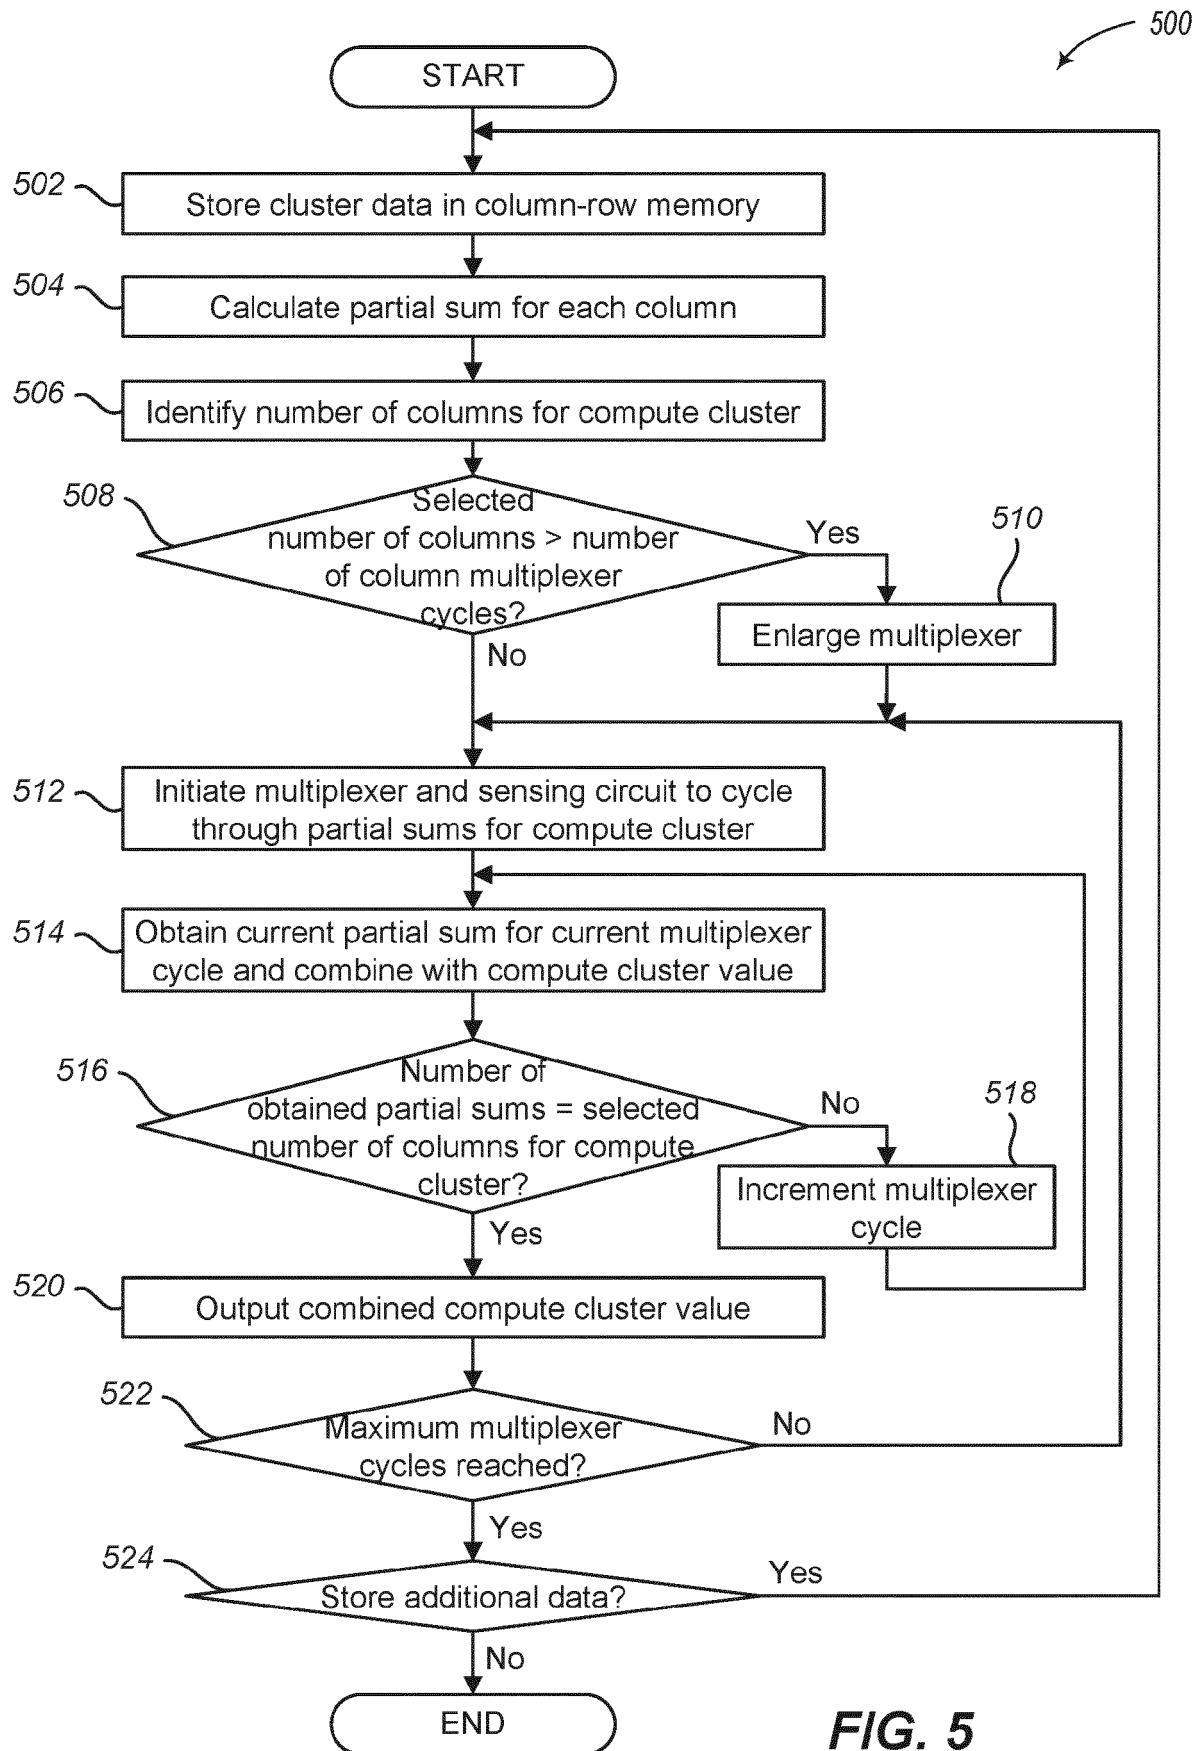 500
START
502
Store cluster data in column-row memory
504
Calculate partial sum for each column
506
Identify number of columns for compute cluster
508
Selected
number of columns > number
of column multiplexer
cycles?
Yes
510
Enlarge multiplexer
No
512
Initiate multiplexer and sensing circuit to cycle
through partial sums for compute cluster
514
Obtain current partial sum for current multiplexer
cycle and combine with compute cluster value
516
Number of
obtained partial sums = selected
number of columns for compute
cluster?
No
518
Increment multiplexer
cycle
Yes
520
Output combined compute cluster value
522
Maximum multiplexer
cycles reached?
No
Yes
524
Store additional data?
Yes
No
END
FIG. 5